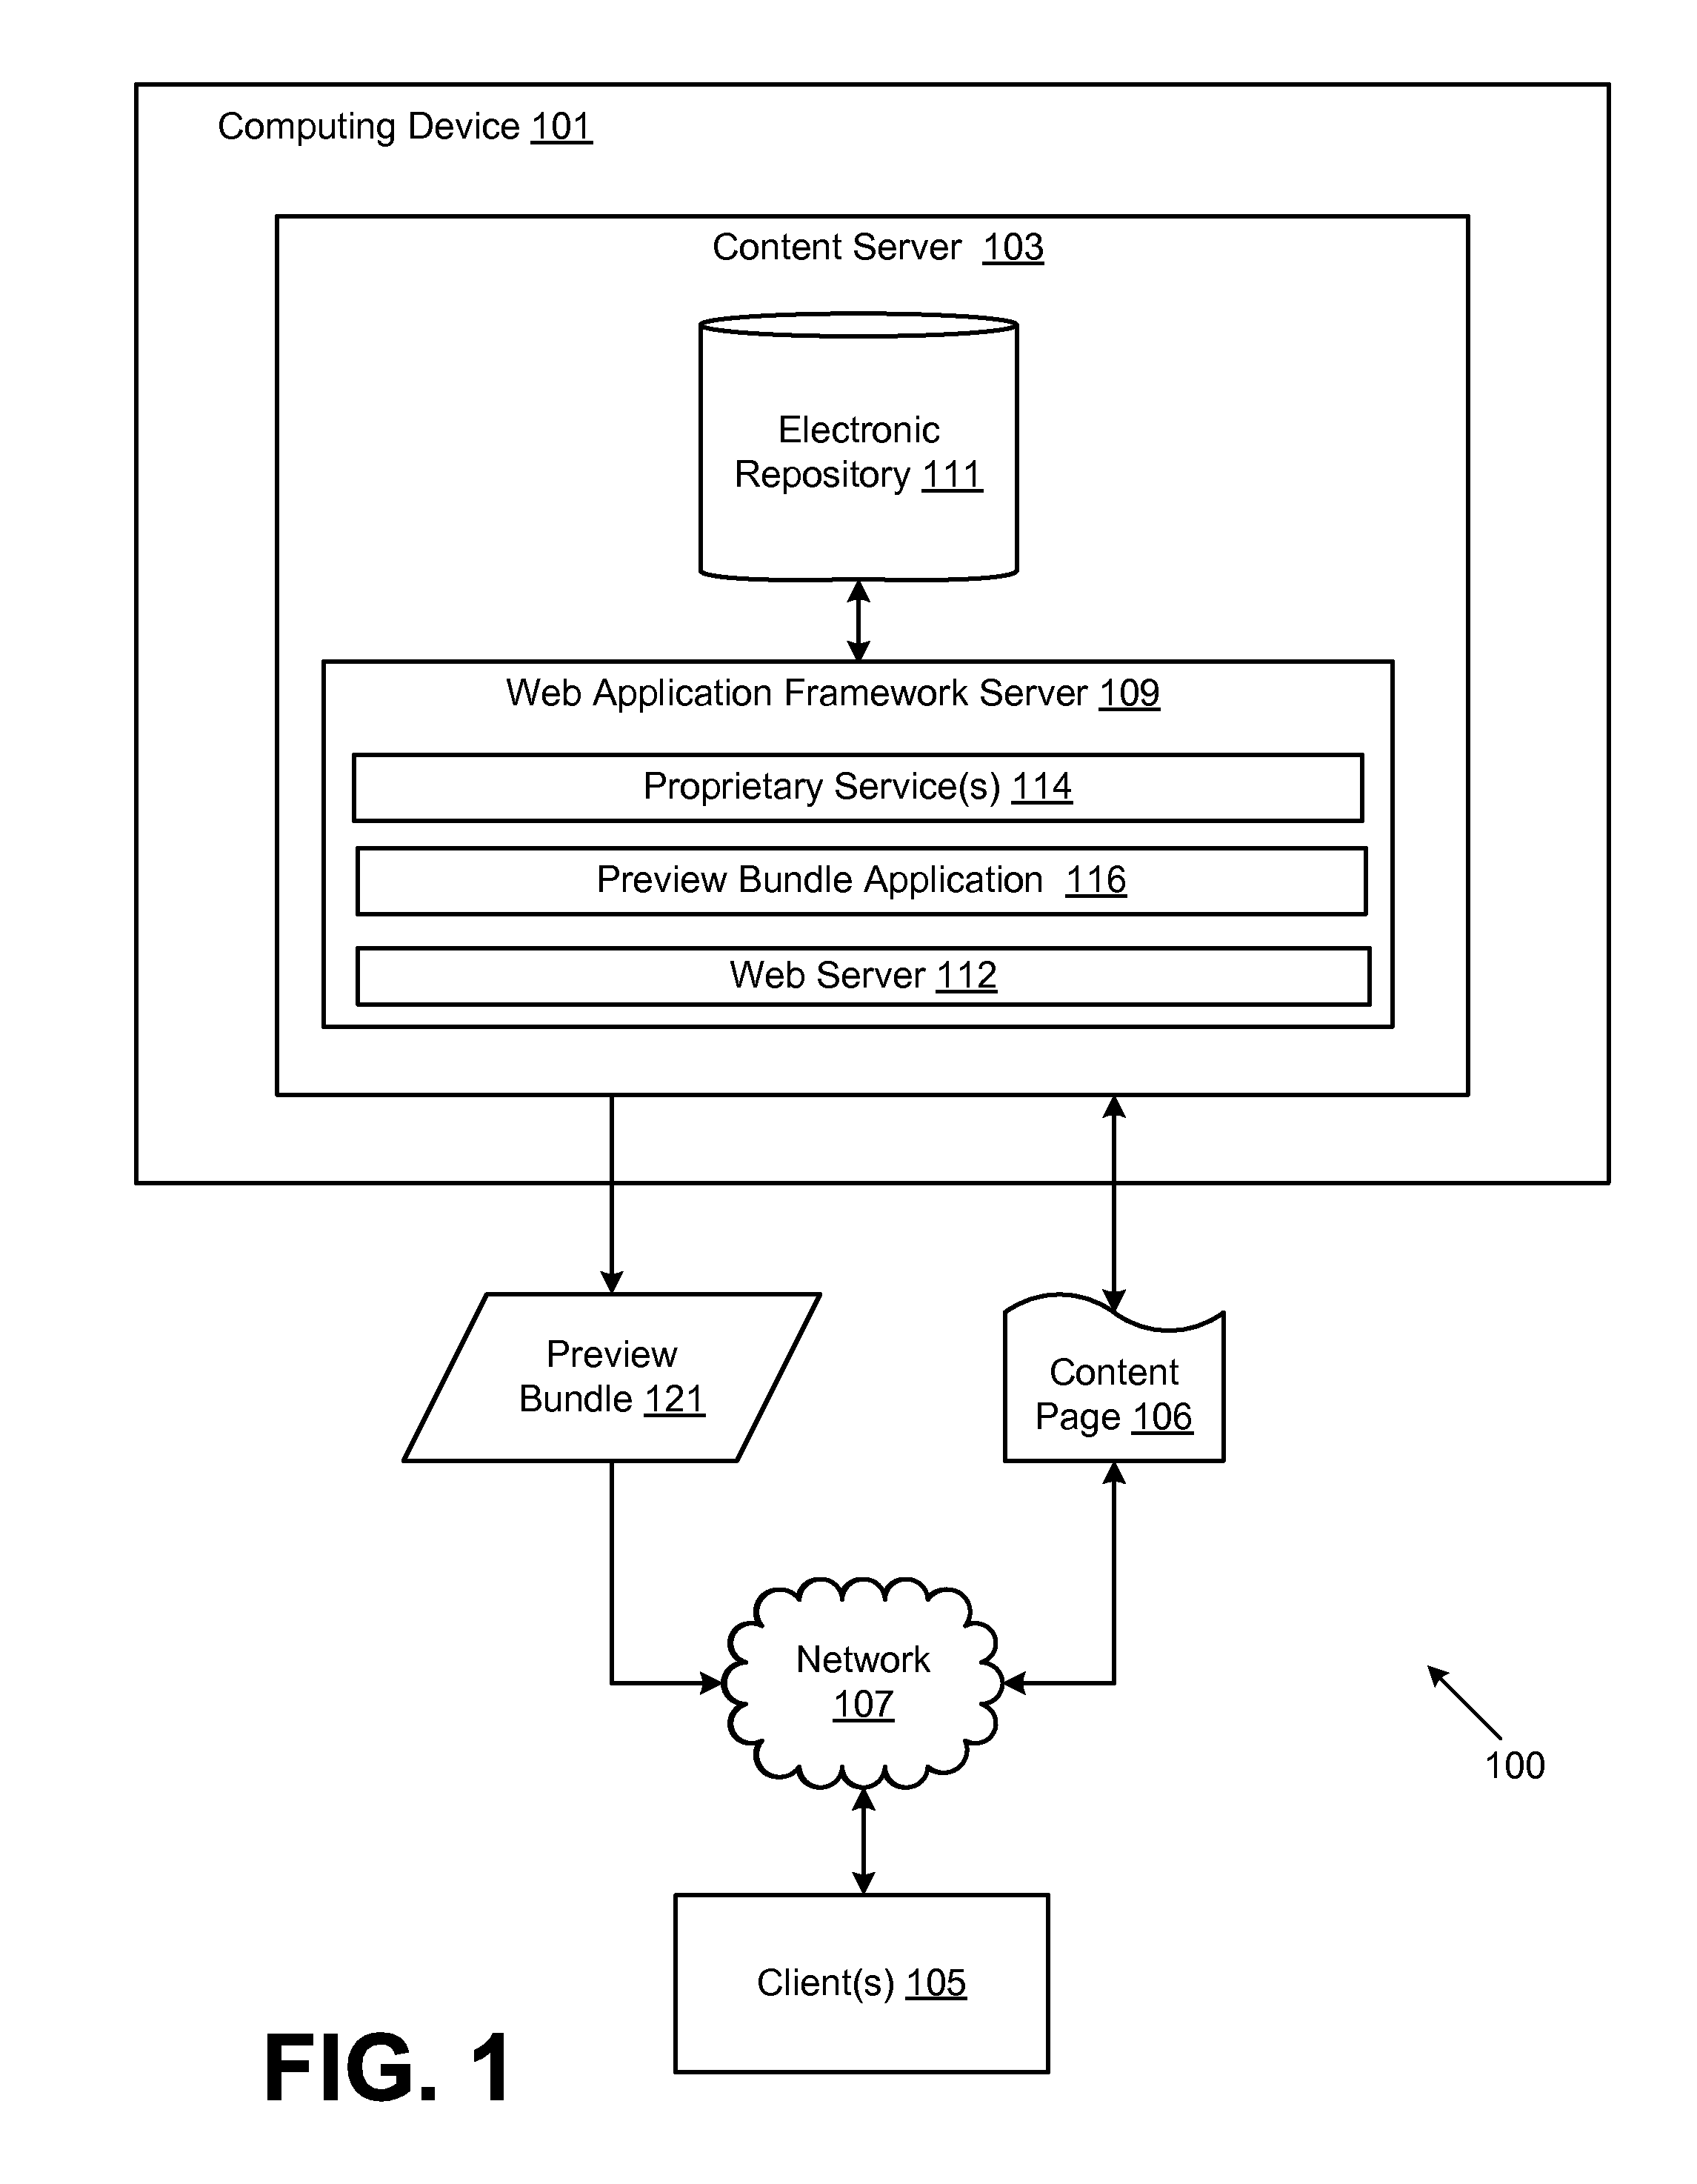 Computing Device 101
Content Server 103
Electronic
Repository 111
Web Application Framework Server 109
Proprietary Service(s) 114
Preview Bundle Application 116
Web Server 112
Preview
Bundle 121
Content
Page 106
Network
107
100
Client(s) 105
FIG. 1